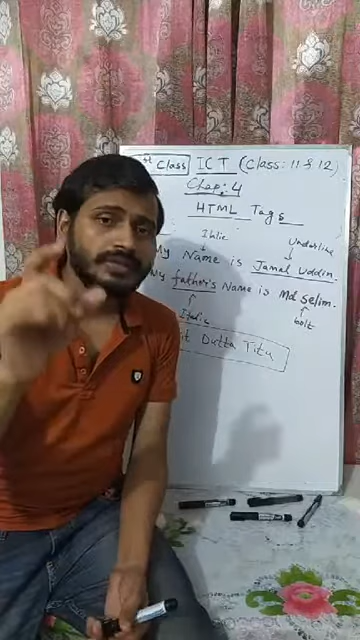 1st Class ICT (Class: 11 & 12)
Chap: 4
HTML Tags
Italic Underline
My Name is Jamal Uddin.
My father's Name is Md Selim.
Italic bolt
Dutta Titu